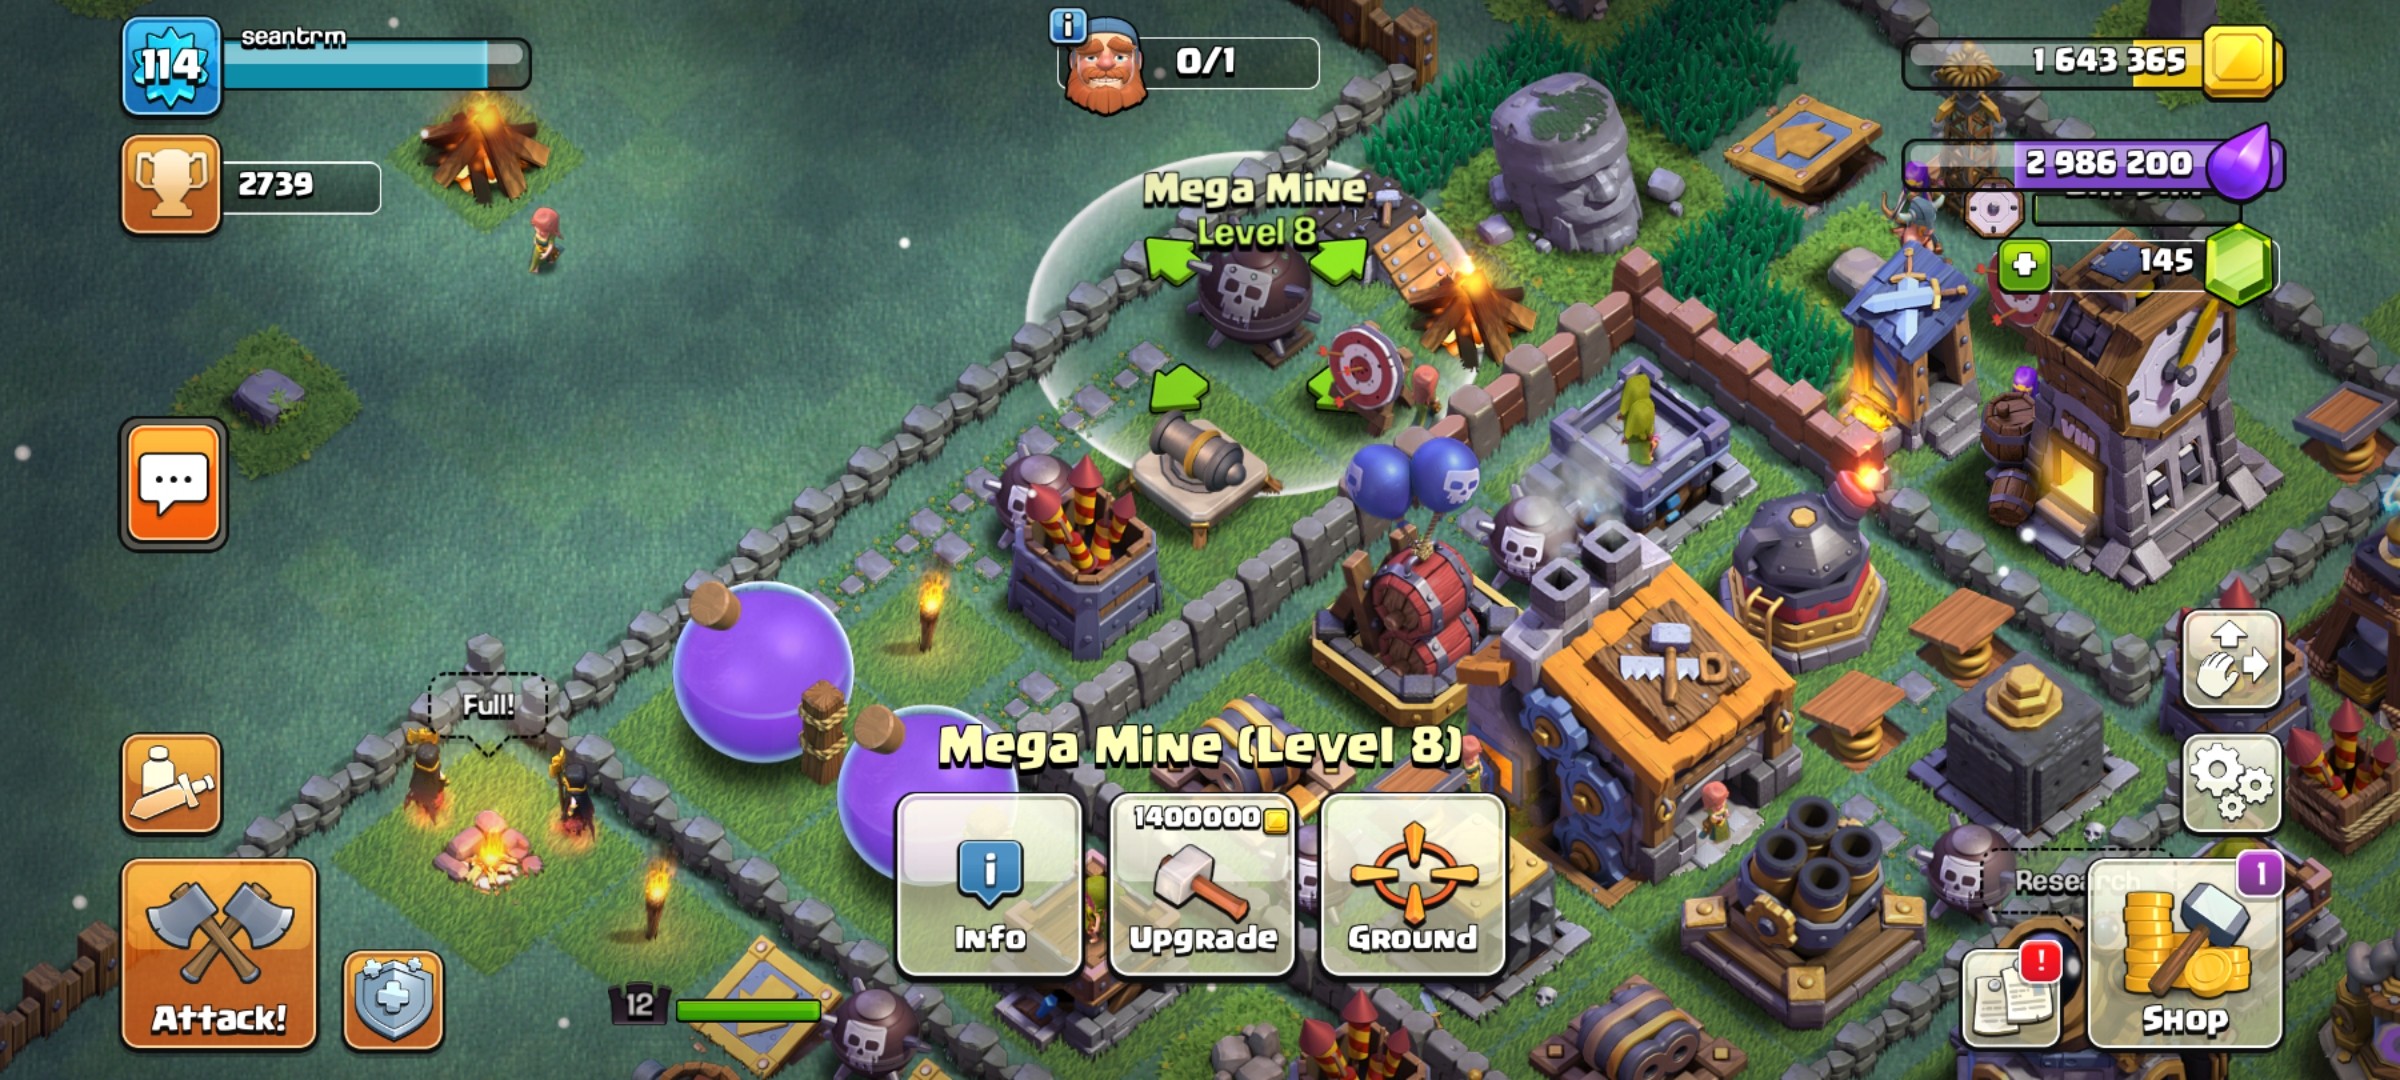 114
seantrm
0/1
1 643 365
2739
2 986 200
145
Mega Mine
Level 8
VIII
Full!
Mega Mine (Level 8)
Info
1400000
Upgrade
Ground
Attack!
12
Research
1
!
Shop